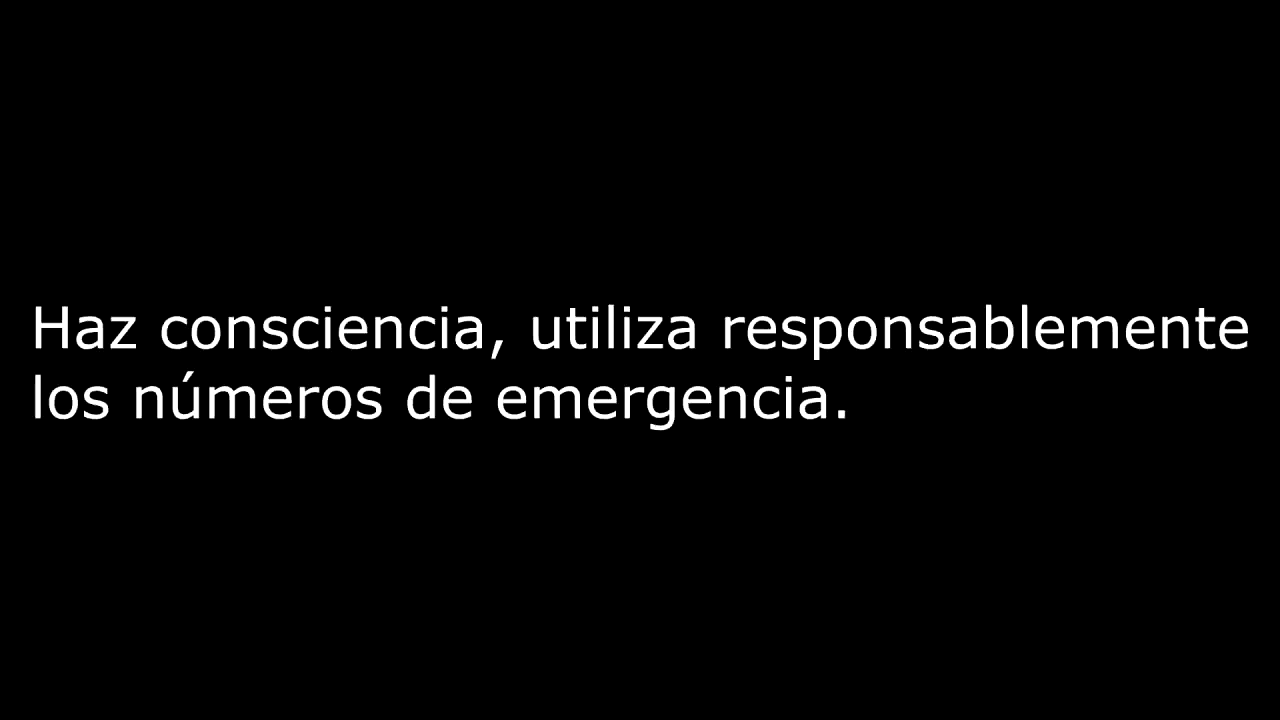 Haz consciencia, utiliza responsablemente
los números de emergencia.